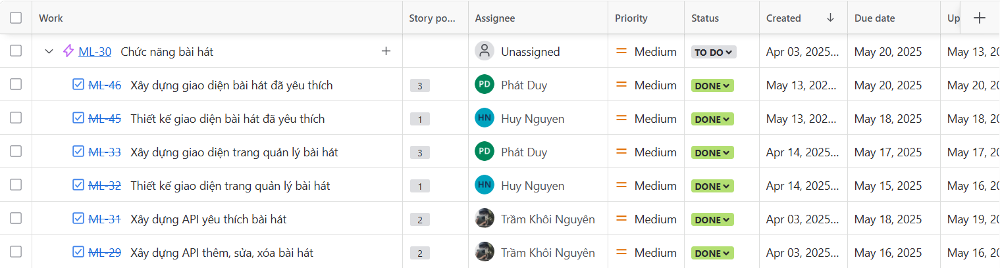 Work Story po... Assignee Priority Status Created Due date Up
ML-30 Chức năng bài hát Unassigned Medium TO DO Apr 03, 2025... May 20, 2025 May 13, 20
ML-46 Xây dựng giao diện bài hát đã yêu thích 3 PD Phát Duy Medium DONE May 13, 202... May 20, 2025 May 20, 20
ML-45 Thiết kế giao diện bài hát đã yêu thích 1 HN Huy Nguyen Medium DONE May 13, 202... May 18, 2025 May 18, 20
ML-33 Xây dựng giao diện trang quản lý bài hát 3 PD Phát Duy Medium DONE Apr 14, 2025... May 17, 2025 May 17, 20
ML-32 Thiết kế giao diện trang quản lý bài hát 1 HN Huy Nguyen Medium DONE Apr 14, 2025... May 15, 2025 May 16, 20
ML-31 Xây dựng API yêu thích bài hát 2 Trầm Khôi Nguyên Medium DONE Apr 03, 2025... May 18, 2025 May 19, 20
ML-29 Xây dựng API thêm, sửa, xóa bài hát 2 Trầm Khôi Nguyên Medium DONE Apr 03, 2025... May 16, 2025 May 16, 20